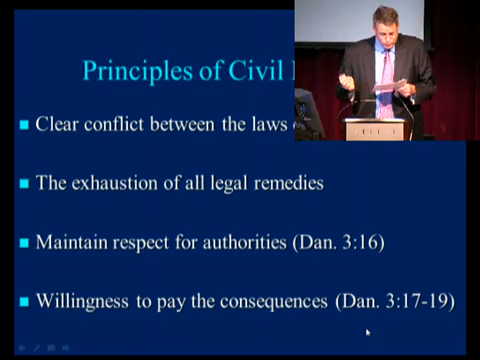 Principles of Civil
Clear conflict between the laws
The exhaustion of all legal remedies
Maintain respect for authorities (Dan. 3:16)
Willingness to pay the consequences (Dan. 3:17-19)